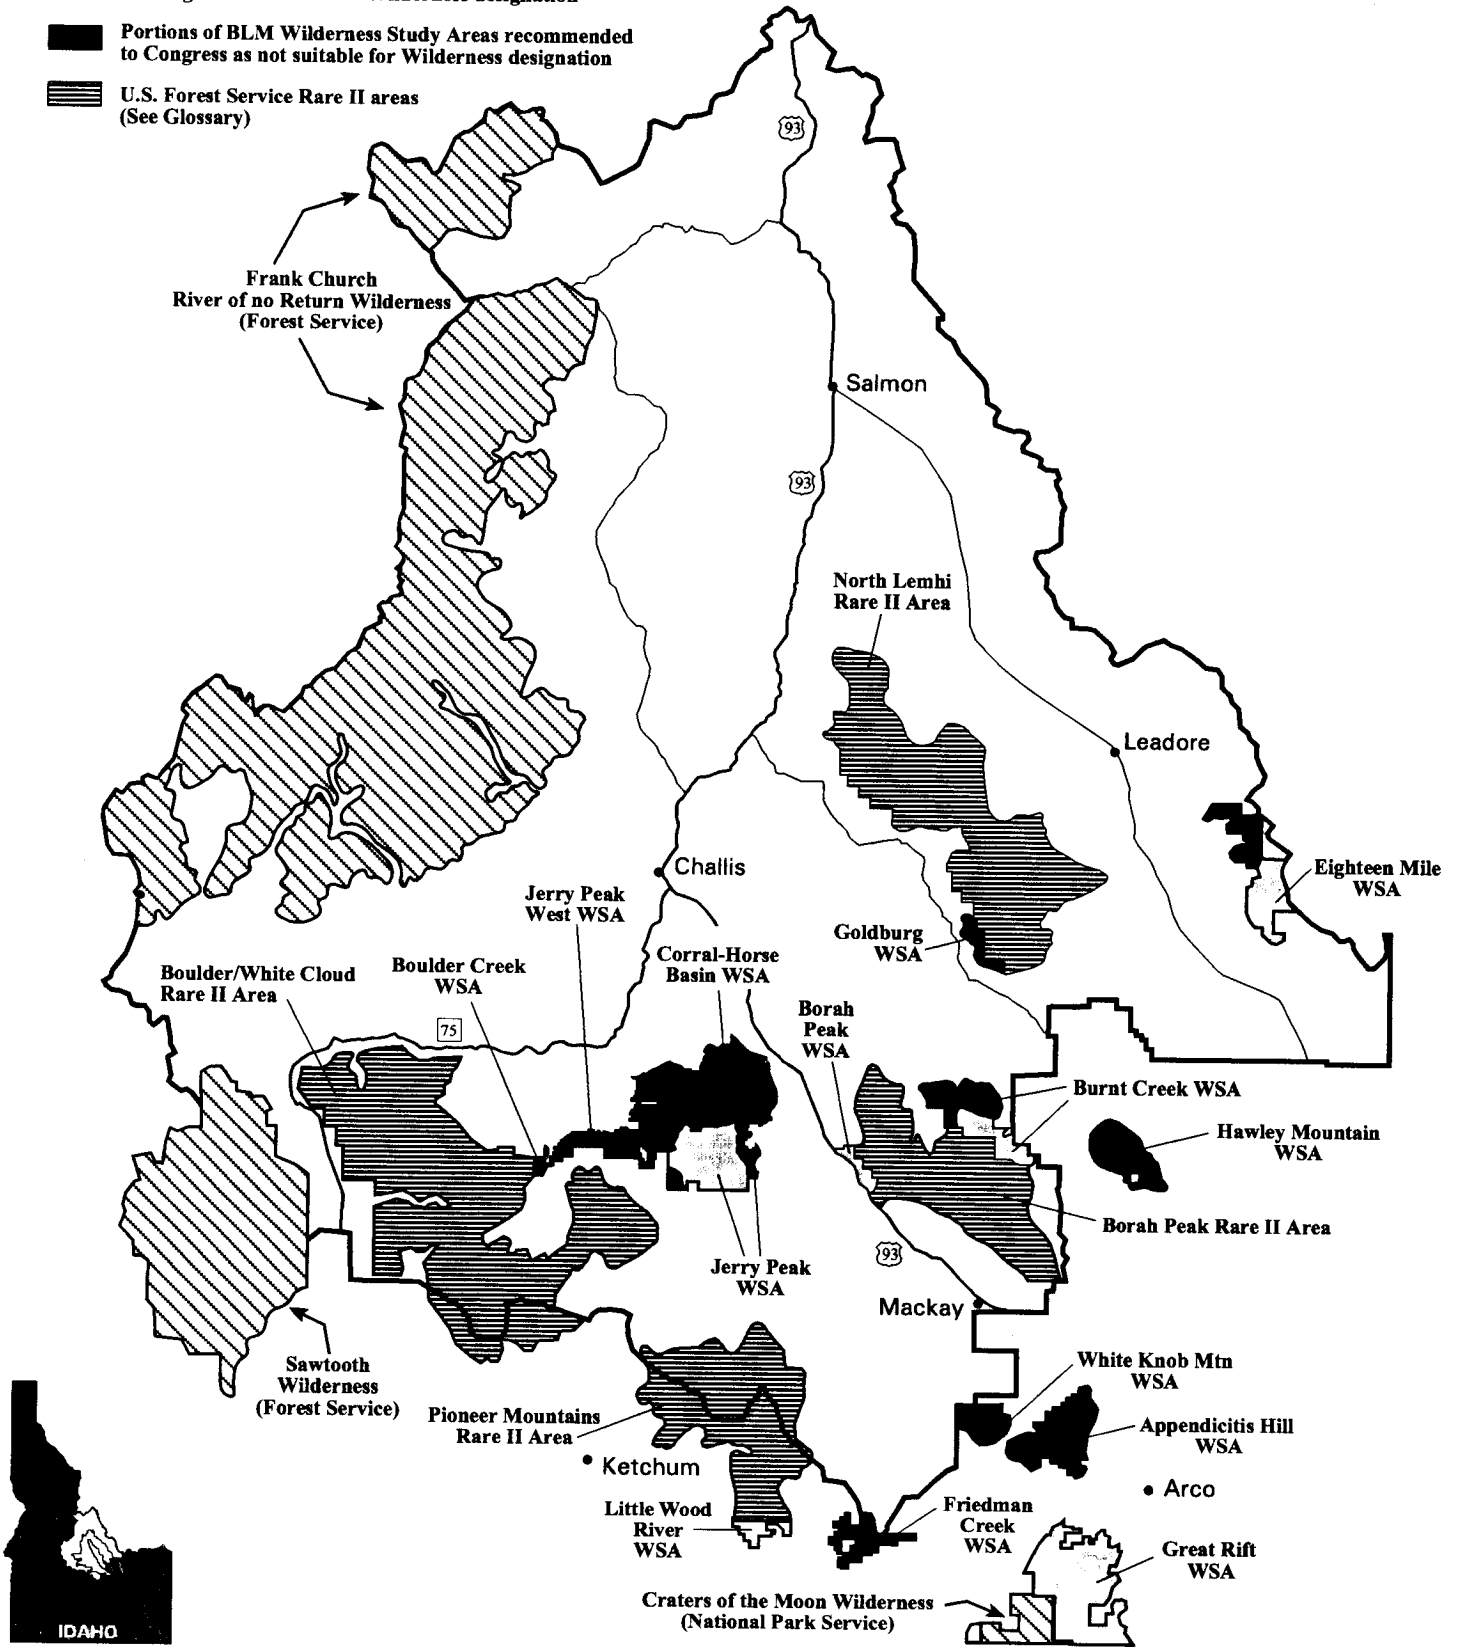 Portions of BLM Wilderness Study Areas recommended
to Congress as not suitable for Wilderness designation
U.S. Forest Service Rare II areas
(See Glossary)
93
Frank Church
River of no Return Wilderness
(Forest Service)
Salmon
93
North Lemhi
Rare II Area
Leadore
Challis
Eighteen Mile
WSA
Jerry Peak
West WSA
Goldburg
WSA
Corral-Horse
Basin WSA
Boulder Creek
WSA
Boulder/White Cloud
Rare II Area
Borah
Peak
WSA
75
Burnt Creek WSA
Hawley Mountain
WSA
Borah Peak Rare II Area
93
Jerry Peak
WSA
Mackay
Sawtooth
Wilderness
(Forest Service)
White Knob Mtn
WSA
Pioneer Mountains
Rare II Area
Appendicitis Hill
WSA
Ketchum
Arco
Little Wood
River
WSA
Friedman
Creek
WSA
Great Rift
WSA
Craters of the Moon Wilderness
(National Park Service)
IDAHO